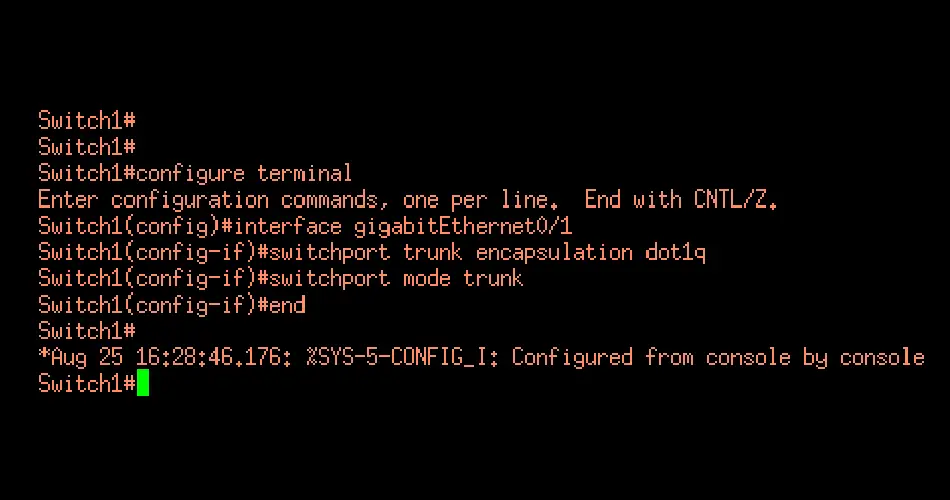 Switch1#
Switch1#
Switch1#configure terminal
Enter configuration commands, one per line.  End with CNTL/Z.
Switch1(config)#interface gigabitEthernet0/1
Switch1(config-if)#switchport trunk encapsulation dot1q
Switch1(config-if)#switchport mode trunk
Switch1(config-if)#end
Switch1#
*Aug 25 16:28:46.176: %SYS-5-CONFIG_I: Configured from console by console
Switch1#